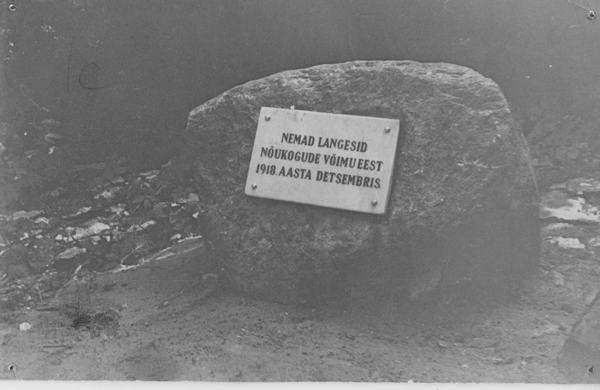 NEMAD LANGESID
NÕUKOGUDE VÕIMU EEST
1918. AASTA DETSEMBRIS.